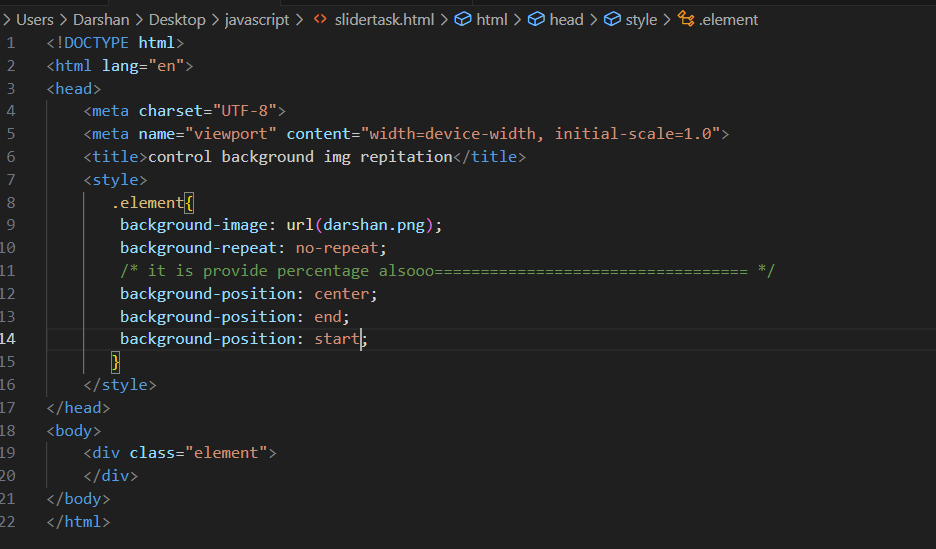 > Users > Darshan > Desktop > javascript > <> slidertask.html > html > head > style > .element
1 <!DOCTYPE html>
2 <html lang="en">
3 <head>
4 <meta charset="UTF-8">
5 <meta name="viewport" content="width=device-width, initial-scale=1.0">
6 <title>control background img repitation</title>
7 <style>
8 .element{
9 background-image: url(darshan.png);
10 background-repeat: no-repeat;
11 /* it is provide percentage alsooo================================== */
12 background-position: center;
13 background-position: end;
14 background-position: start;
15 }
16 </style>
17 </head>
18 <body>
19 <div class="element">
20 </div>
21 </body>
22 </html>